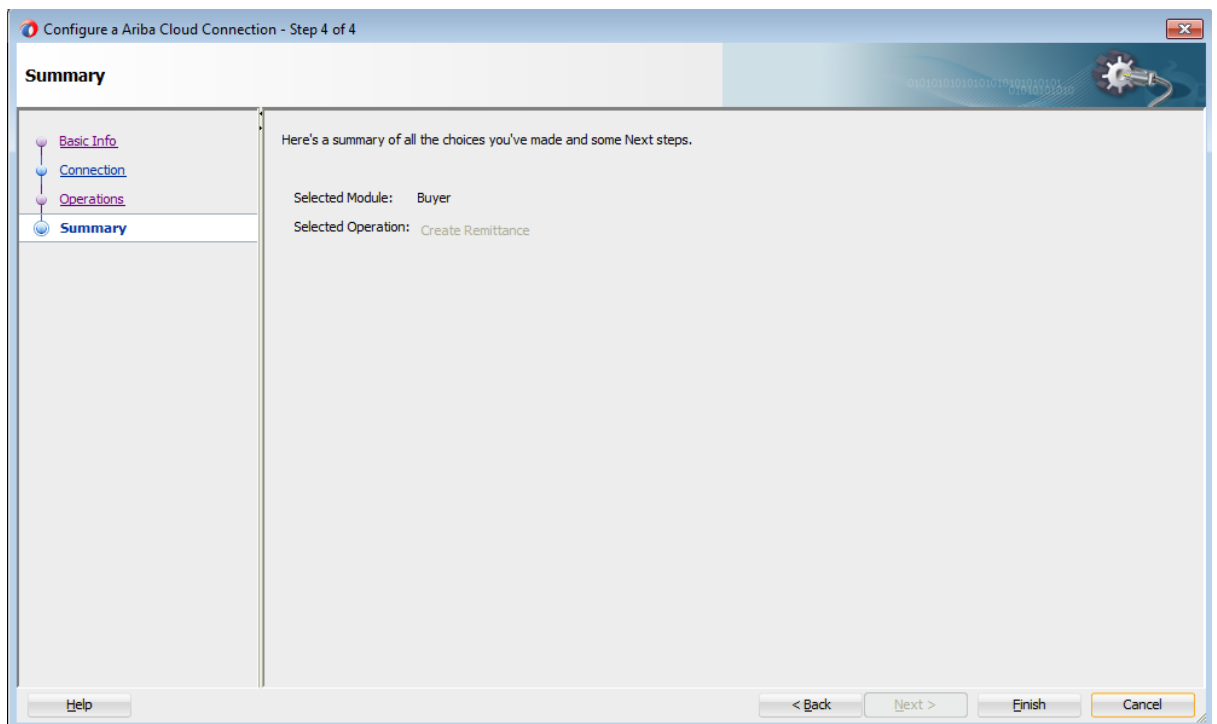 Configure a Ariba Cloud Connection - Step 4 of 4
Summary
Basic Info
Connection
Operations
Summary
Here's a summary of all the choices you've made and some Next steps.
Selected Module: Buyer
Selected Operation: Create Remittance
Help
< Back
Next >
Finish
Cancel